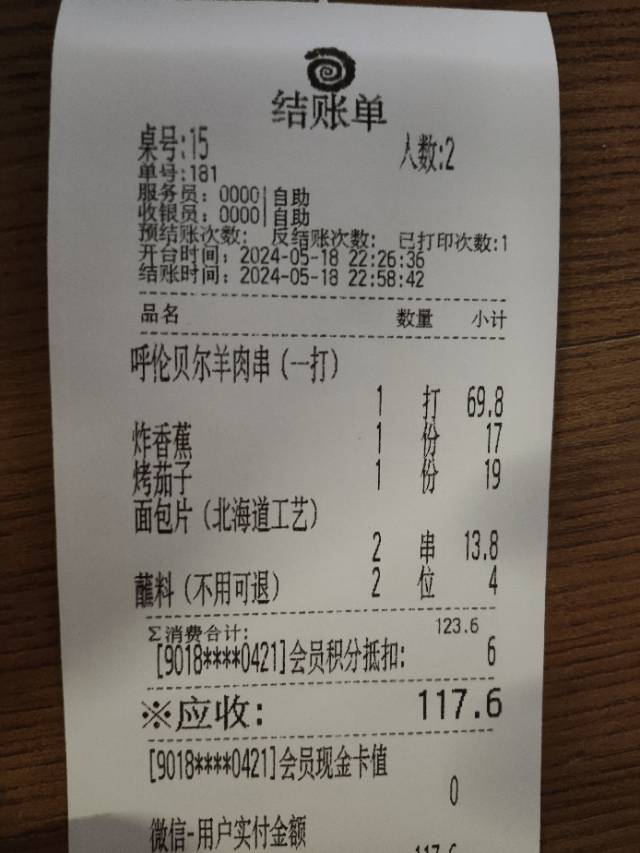 结账单
桌号:15 人数:2
单号:181
服务员: 0000|自助
收银员: 0000|自助
预结账次数: 反结账次数: 已打印次数:1
开台时间: 2024-05-18 22:26:36
结账时间: 2024-05-18 22:58:42
品名 数量 小计
呼伦贝尔羊肉串(一打)
1 打 69.8
炸香蕉 1 份 17
烤茄子 1 份 19
面包片(北海道工艺)
2 串 13.8
蘸料(不用可退) 2 位 4
Σ消费合计: 123.6
[9018****0421]会员积分抵扣: 6
※应收: 117.6
[9018****0421]会员现金卡值
0
微信-用户实付金额
117.6